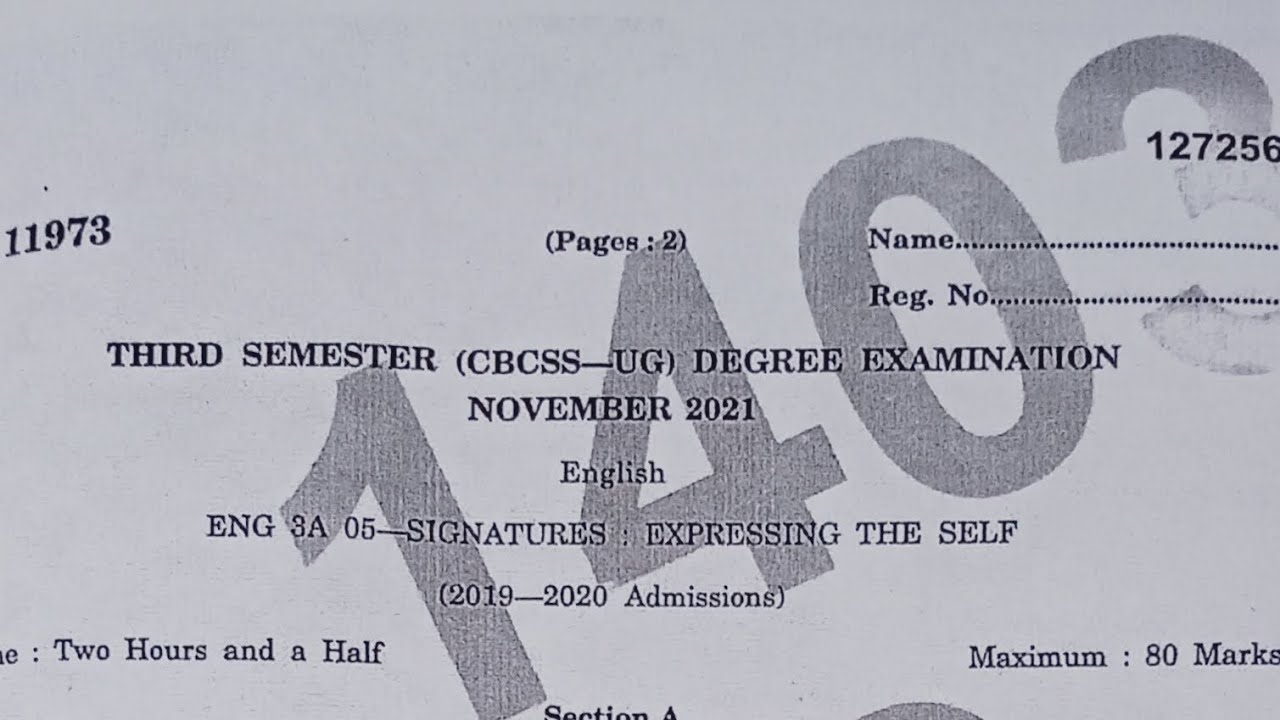 127256
11973 (Pages : 2) Name
Reg. No.
THIRD SEMESTER (CBCSS—UG) DEGREE EXAMINATION
NOVEMBER 2021
English
ENG 3A 05—SIGNATURES : EXPRESSING THE SELF
(2019—2020 Admissions)
: Two Hours and a Half Maximum : 80 Marks
Section A
1403